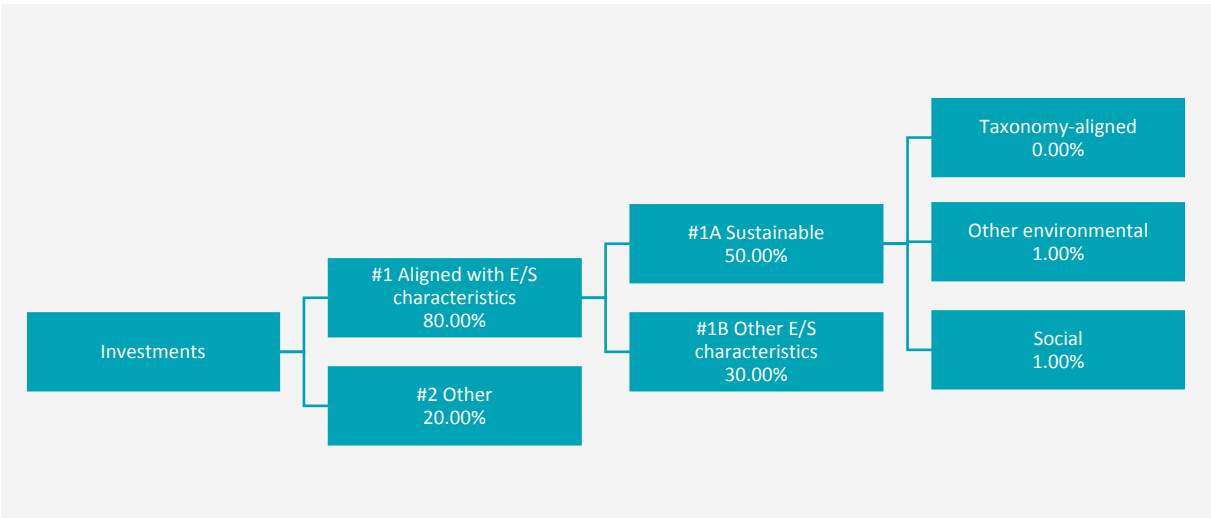 Investments
#1 Aligned with E/S
characteristics
80.00%
#2 Other
20.00%
#1A Sustainable
50.00%
#1B Other E/S
characteristics
30.00%
Taxonomy-aligned
0.00%
Other environmental
1.00%
Social
1.00%